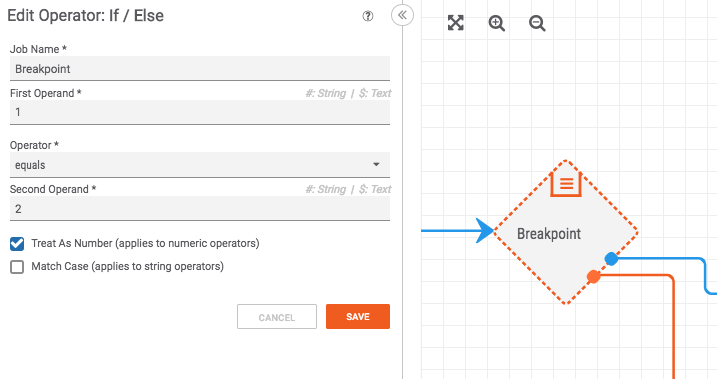 Edit Operator: If / Else
?
Job Name *
Breakpoint
First Operand *
#: String | $: Text
1
Operator *
equals
Second Operand *
#: String | $: Text
2
Treat As Number (applies to numeric operators)
Match Case (applies to string operators)
CANCEL
SAVE
Breakpoint